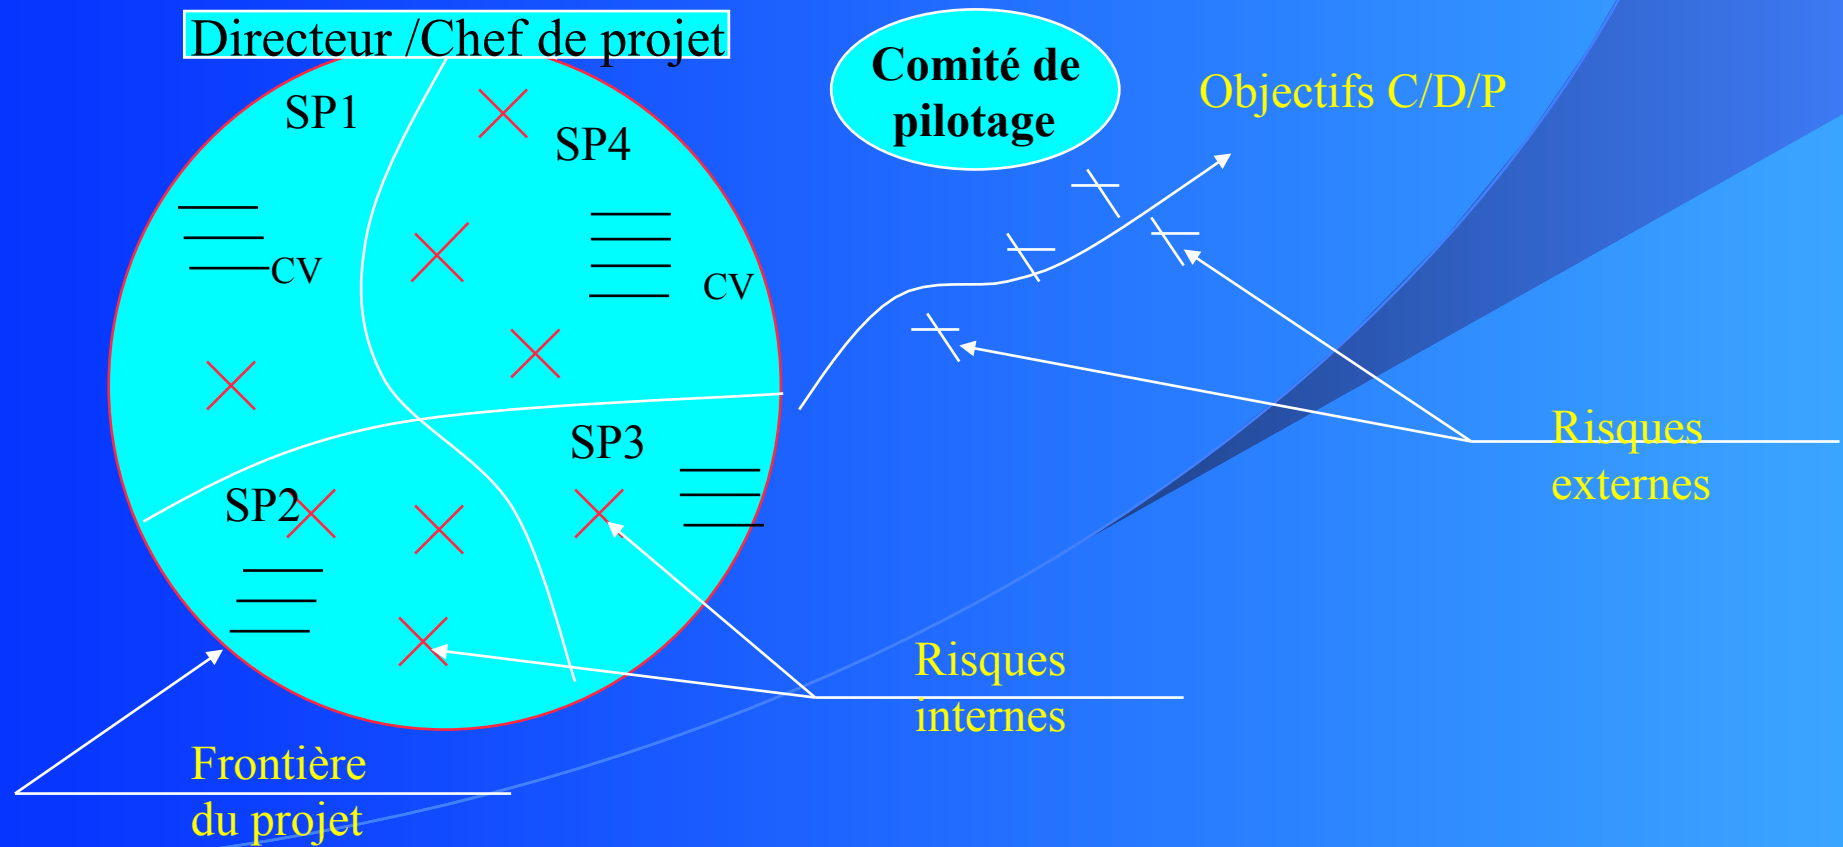 Directeur /Chef de projet
Comité de
pilotage
Objectifs C/D/P
SP1
SP4
CV
CV
SP3
SP2
Risques
externes
Risques
internes
Frontière
du projet